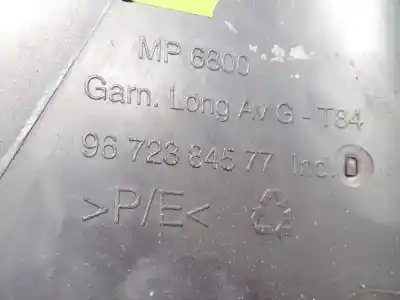 MP 6800
Garn. Long Av G - T84
96 723 845 77 Ind. D
>P/E<